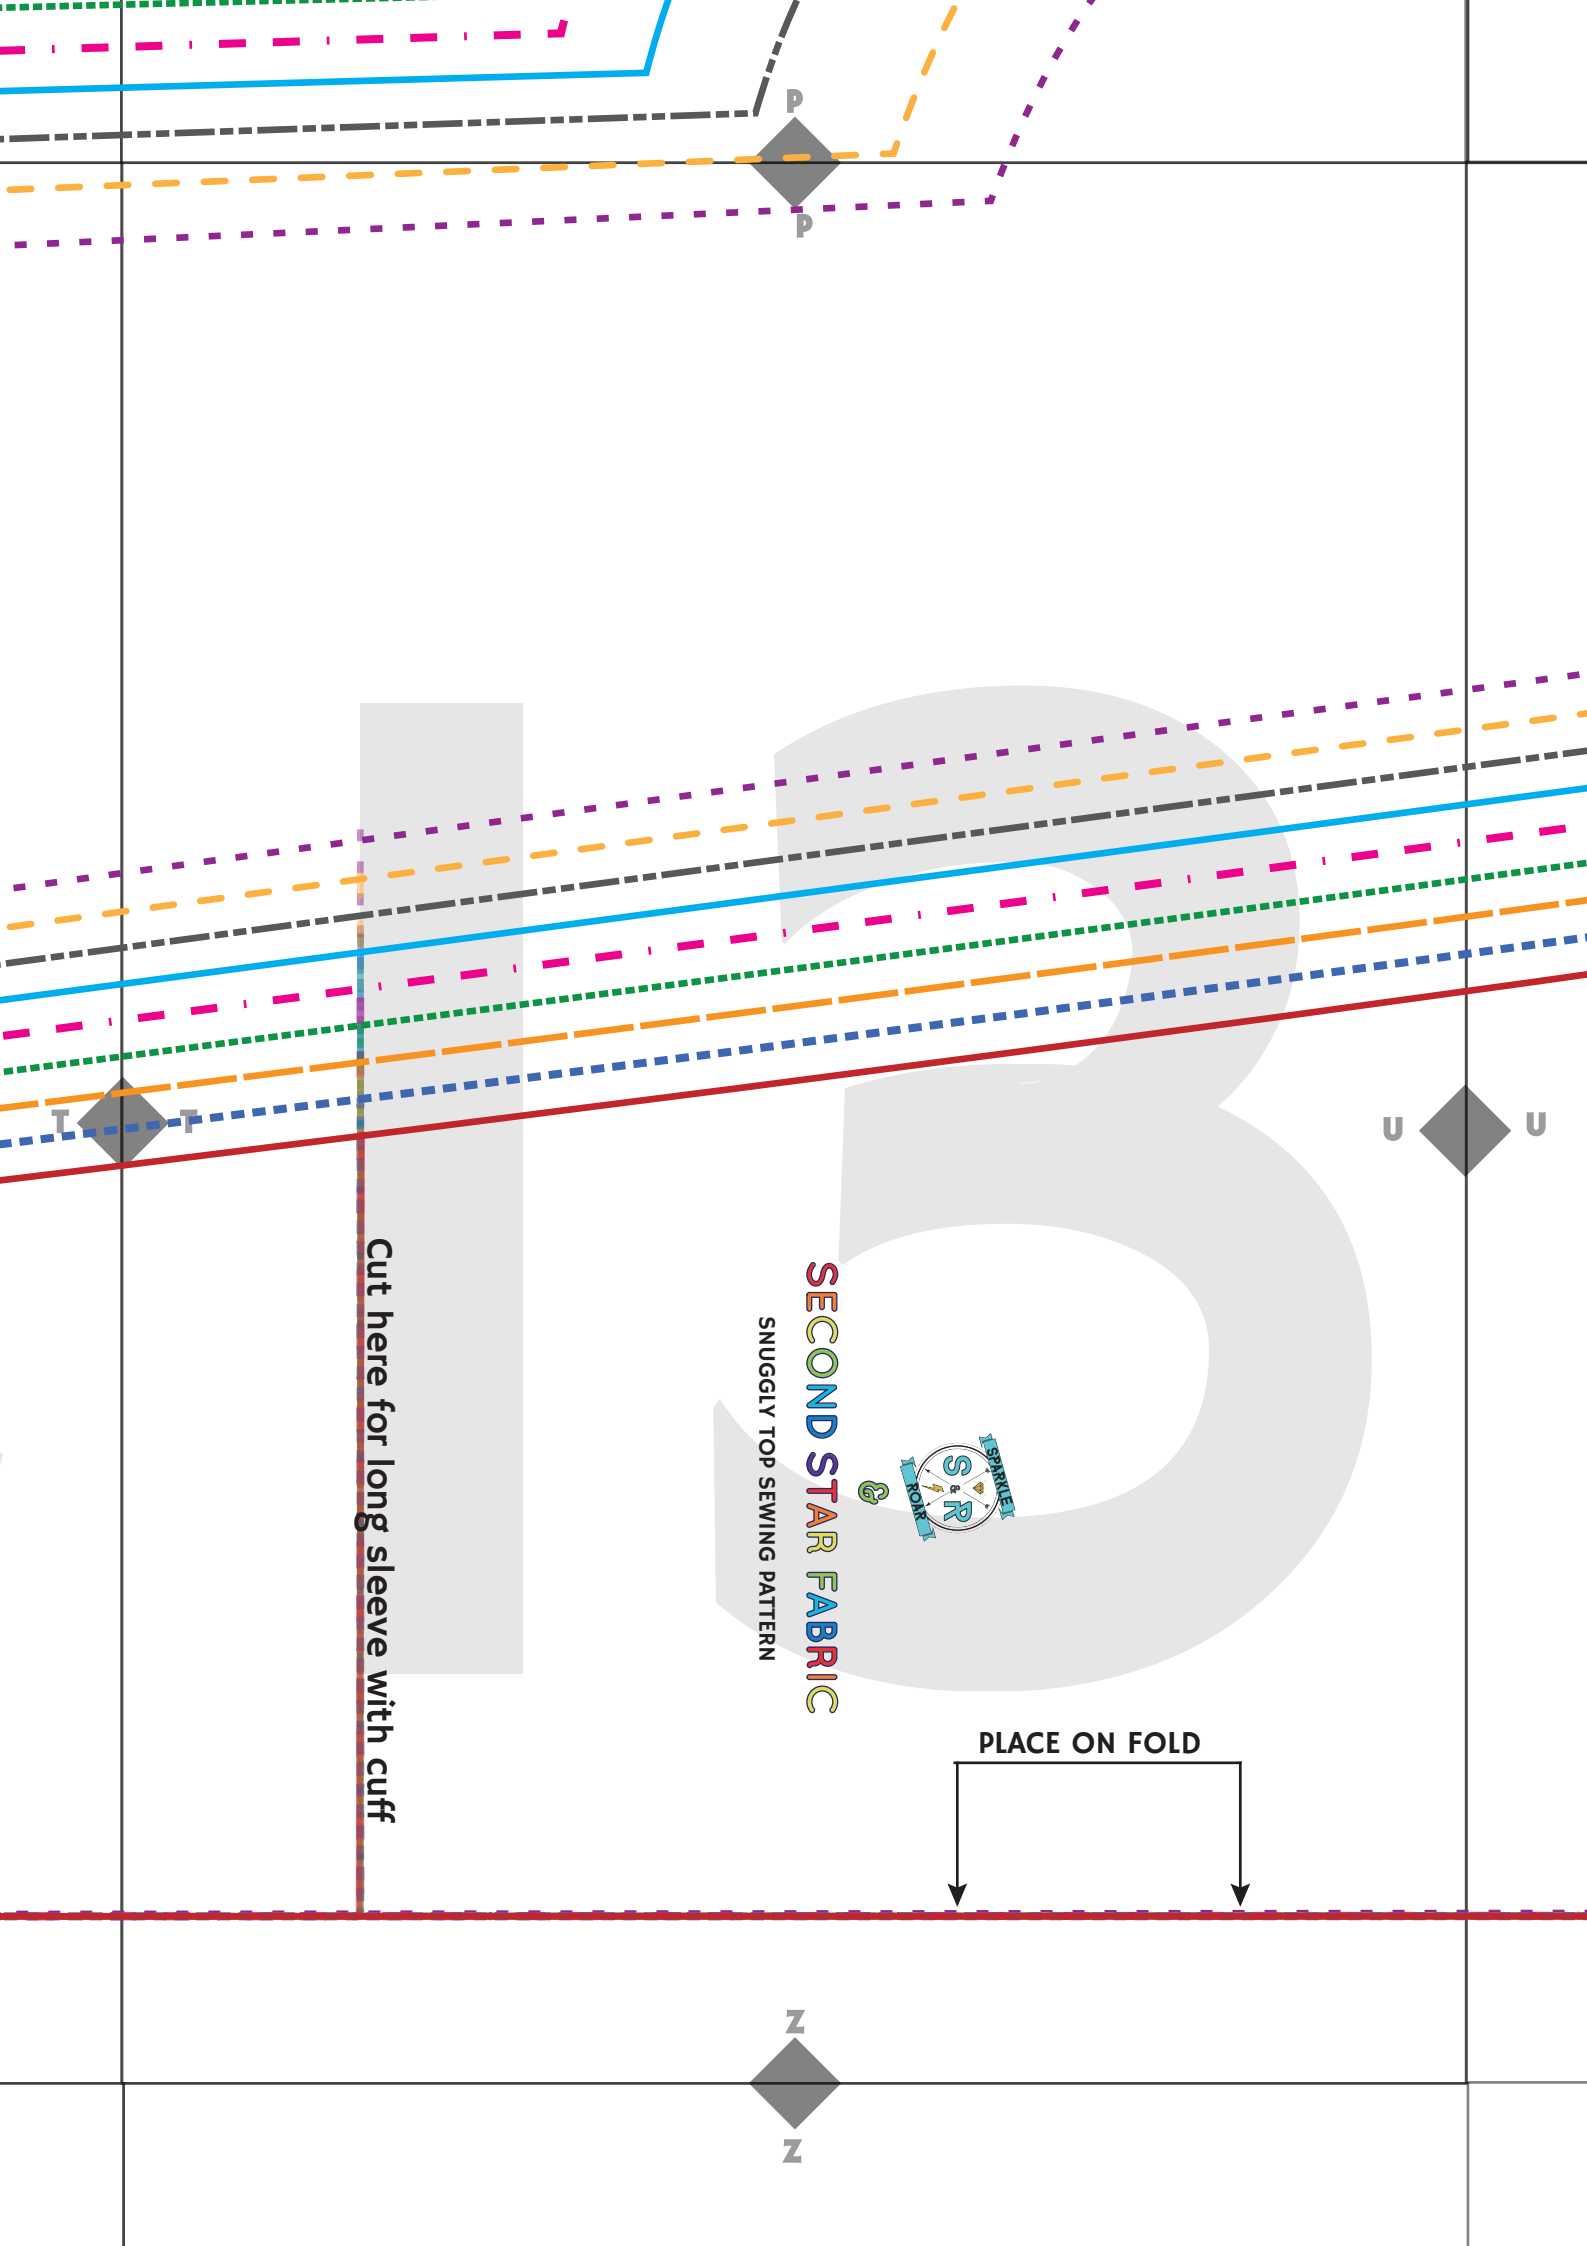 P
P
13
T
T
U
U
Cut here for long sleeve with cuff
SPARKLE
S & R
ROAR
&
SECOND STAR FABRIC
SNUGGLY TOP SEWING PATTERN
PLACE ON FOLD
Z
Z